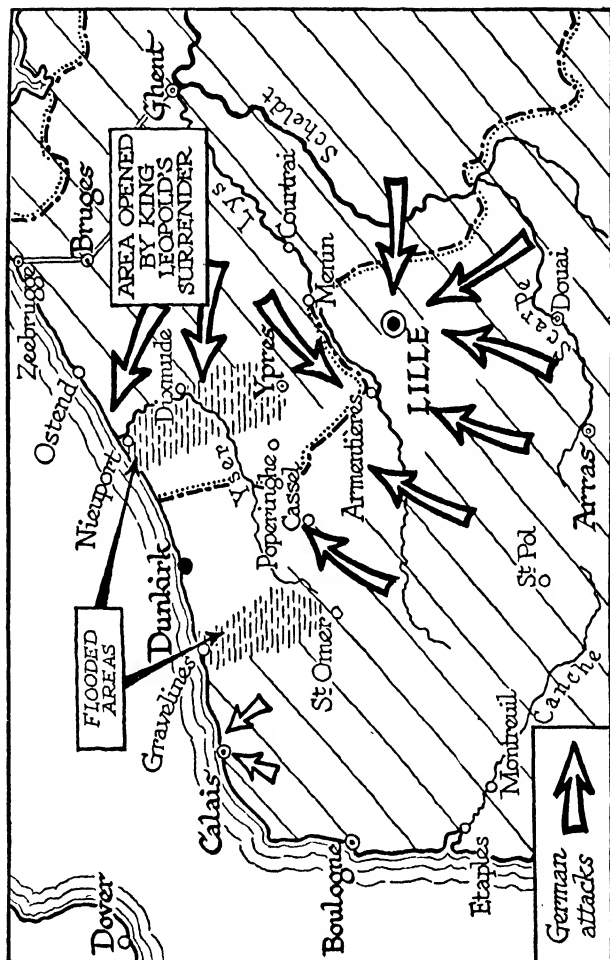 Dover
Zeebrugge
Ostend
Bruges
Ghent
AREA OPENED
BY KING
LEOPOLD'S
SURRENDER
Nieuport
Dixmuide
FLOODED
AREAS
Dunkirk
Gravelines
Calais
Yser
Ypres
Lys
Scheldt
Courtrai
Menin
Poperinghe
Cassel
St Omer
Armentières
LILLE
Boulogne
Etaples
Montreuil
Canche
St Pol
Arras
Scarpe
Douai
German
attacks